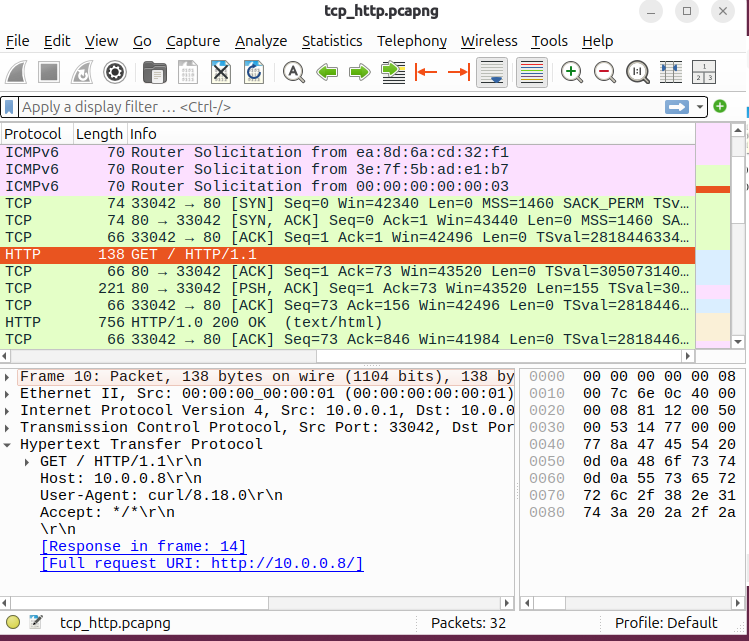 tcp_http.pcapng
File Edit View Go Capture Analyze Statistics Telephony Wireless Tools Help
Apply a display filter … <Ctrl-/>
Protocol Length Info
ICMPv6 70 Router Solicitation from ea:8d:6a:cd:32:f1
ICMPv6 70 Router Solicitation from 3e:7f:5b:ad:e1:b7
ICMPv6 70 Router Solicitation from 00:00:00:00:00:03
TCP 74 33042 → 80 [SYN] Seq=0 Win=42340 Len=0 MSS=1460 SACK_PERM TSv…
TCP 74 80 → 33042 [SYN, ACK] Seq=0 Ack=1 Win=43440 Len=0 MSS=1460 SA…
TCP 66 33042 → 80 [ACK] Seq=1 Ack=1 Win=42496 Len=0 TSval=2818446334…
HTTP 138 GET / HTTP/1.1
TCP 66 80 → 33042 [ACK] Seq=1 Ack=73 Win=43520 Len=0 TSval=305073140…
TCP 221 80 → 33042 [PSH, ACK] Seq=1 Ack=73 Win=43520 Len=155 TSval=30…
TCP 66 33042 → 80 [ACK] Seq=73 Ack=156 Win=42496 Len=0 TSval=2818446…
HTTP 756 HTTP/1.0 200 OK  (text/html)
TCP 66 33042 → 80 [ACK] Seq=73 Ack=846 Win=41984 Len=0 TSval=2818446…
Frame 10: Packet, 138 bytes on wire (1104 bits), 138 by
Ethernet II, Src: 00:00:00_00:00:01 (00:00:00:00:00:01)
Internet Protocol Version 4, Src: 10.0.0.1, Dst: 10.0.0
Transmission Control Protocol, Src Port: 33042, Dst Por
Hypertext Transfer Protocol
GET / HTTP/1.1\r\n
Host: 10.0.0.8\r\n
User-Agent: curl/8.18.0\r\n
Accept: */*\r\n
\r\n
[Response in frame: 14]
[Full request URI: http://10.0.0.8/]
0000 00 00 00 00 00 08
0010 00 7c 6e 0c 40 00
0020 00 08 81 12 00 50
0030 00 53 14 77 00 00
0040 77 8a 47 45 54 20
0050 0d 0a 48 6f 73 74
0060 0d 0a 55 73 65 72
0070 72 6c 2f 38 2e 31
0080 74 3a 20 2a 2f 2a
tcp_http.pcapng Packets: 32 Profile: Default